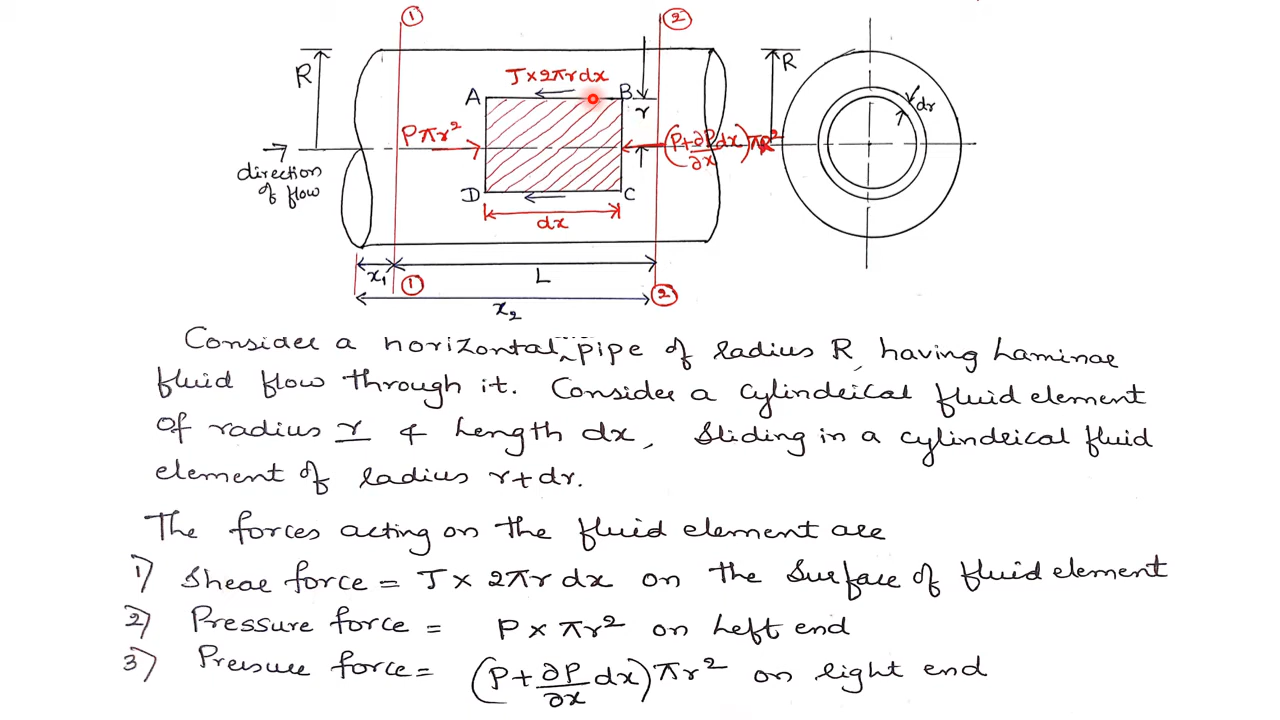 ① ②
R
τ×2πr dx
A B
r
R
dr
Pπr²
(P+∂P/∂x dx)πR²
direction
of flow
D C
dx
x₁ ① L ②
x₂
Consider a horizontal pipe of radius R, having Laminar
fluid flow through it. Consider a cylindrical fluid element
of radius r & Length dx, sliding in a cylindrical fluid
element of radius r+dr.
The forces acting on the fluid element are
1) Shear force = τ × 2πr dx on the surface of fluid element
2) Pressure force = P × πr² on Left end
3) Pressure force = (P+∂P/∂x dx)πr² on right end